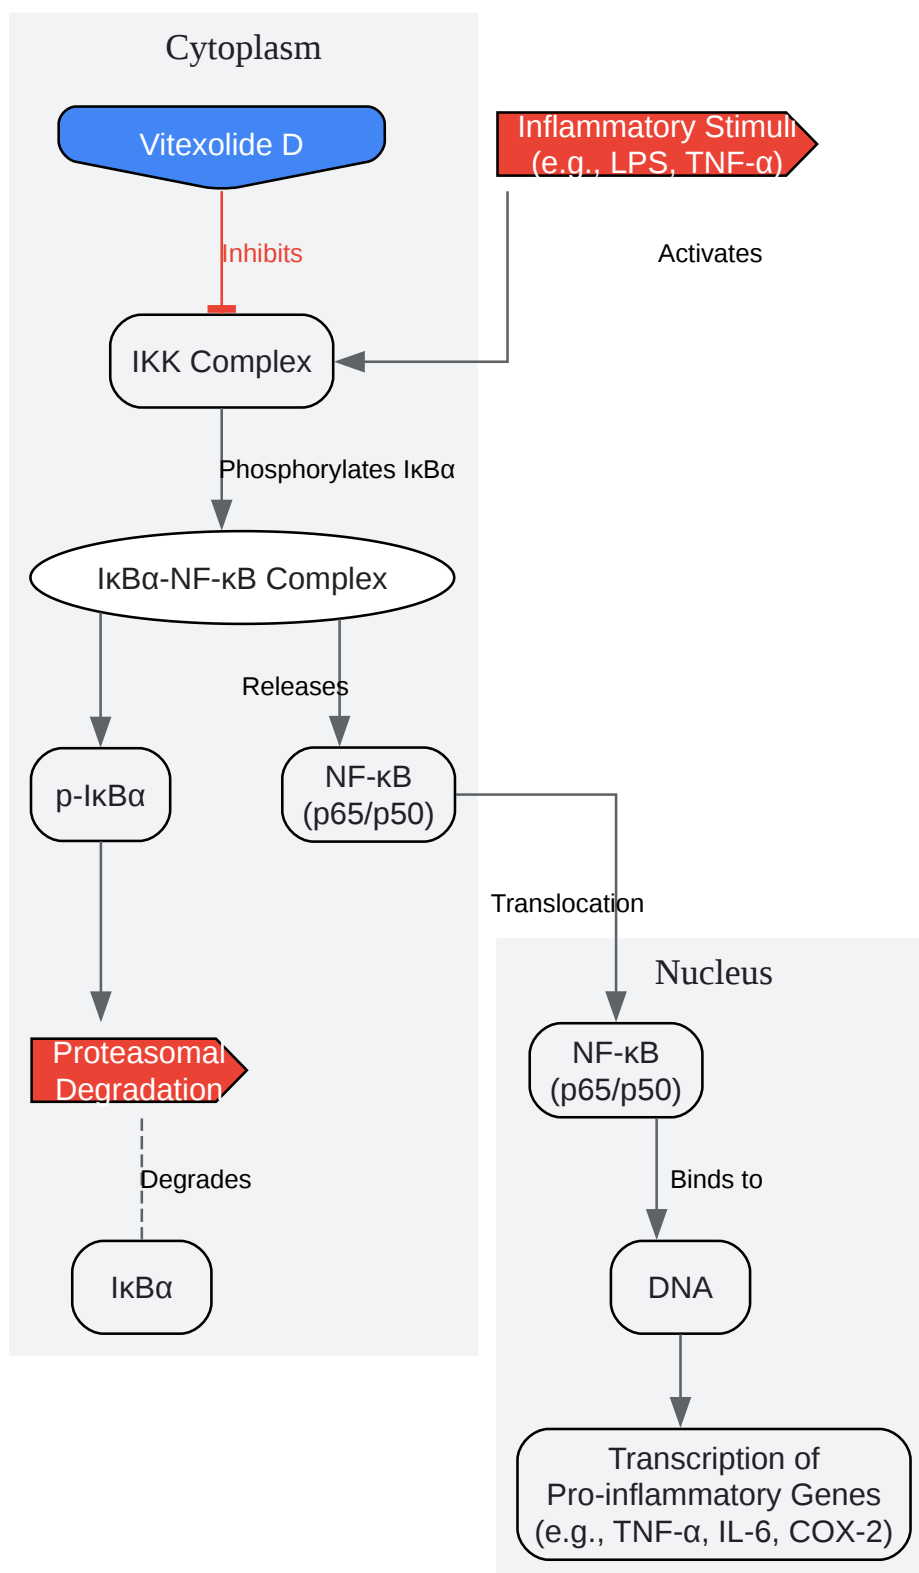 Cytoplasm
Vitexolide D
Inflammatory Stimuli
(e.g., LPS, TNF-α)
Inhibits
Activates
IKK Complex
Phosphorylates IκBα
IκBα-NF-κB Complex
Releases
p-IκBα
NF-κB
(p65/p50)
Translocation
Nucleus
Proteasomal
Degradation
NF-κB
(p65/p50)
Degrades
Binds to
IκBα
DNA
Transcription of
Pro-inflammatory Genes
(e.g., TNF-α, IL-6, COX-2)